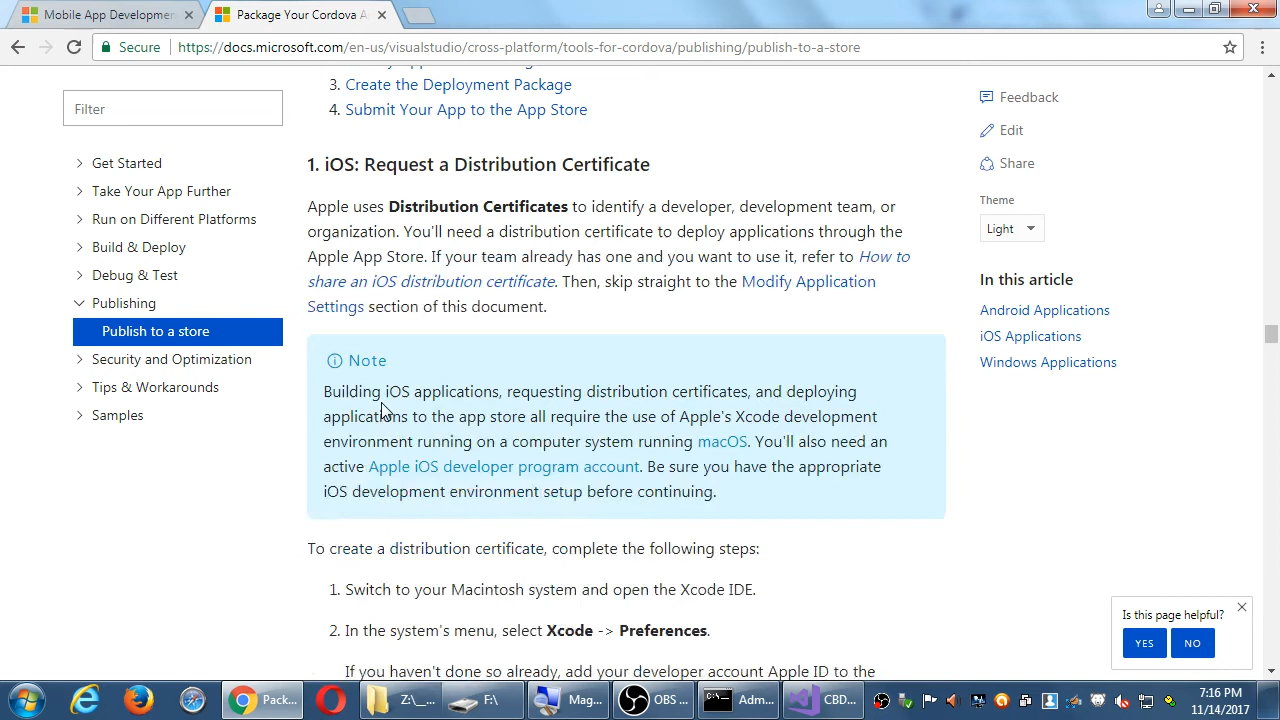 Mobile App Developmen
Package Your Cordova A
Secure
https://docs.microsoft.com/en-us/visualstudio/cross-platform/tools-for-cordova/publishing/publish-to-a-store
Filter
Get Started
Take Your App Further
Run on Different Platforms
Build & Deploy
Debug & Test
Publishing
Publish to a store
Security and Optimization
Tips & Workarounds
Samples
3. Create the Deployment Package
4. Submit Your App to the App Store
1. iOS: Request a Distribution Certificate
Apple uses Distribution Certificates to identify a developer, development team, or
organization. You'll need a distribution certificate to deploy applications through the
Apple App Store. If your team already has one and you want to use it, refer to How to
share an iOS distribution certificate. Then, skip straight to the Modify Application
Settings section of this document.
Note
Building iOS applications, requesting distribution certificates, and deploying
applications to the app store all require the use of Apple's Xcode development
environment running on a computer system running macOS. You'll also need an
active Apple iOS developer program account. Be sure you have the appropriate
iOS development environment setup before continuing.
To create a distribution certificate, complete the following steps:
1. Switch to your Macintosh system and open the Xcode IDE.
2. In the system's menu, select Xcode -> Preferences.
If you haven't done so already, add your developer account Apple ID to the
Feedback
Edit
Share
Theme
Light
In this article
Android Applications
iOS Applications
Windows Applications
Is this page helpful?
YES
NO
Pack...
Z:\_...
F:\
Mag...
OBS ...
Adm...
CBD...
7:16 PM
11/14/2017